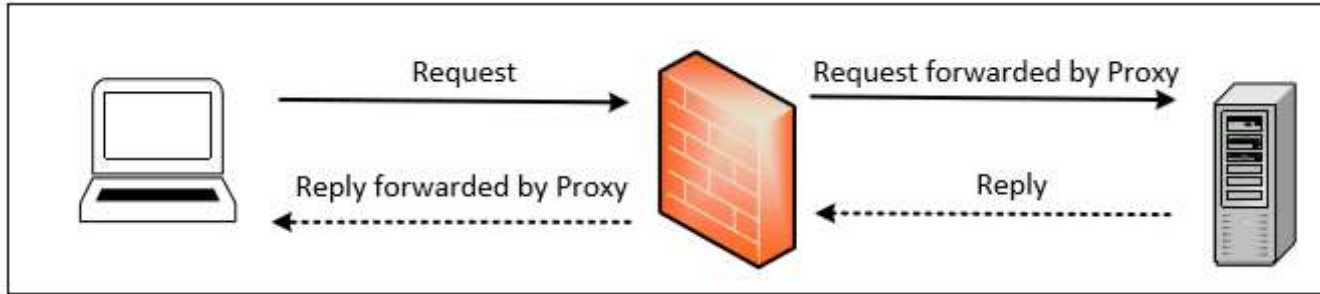 Request
Request forwarded by Proxy
Reply forwarded by Proxy
Reply